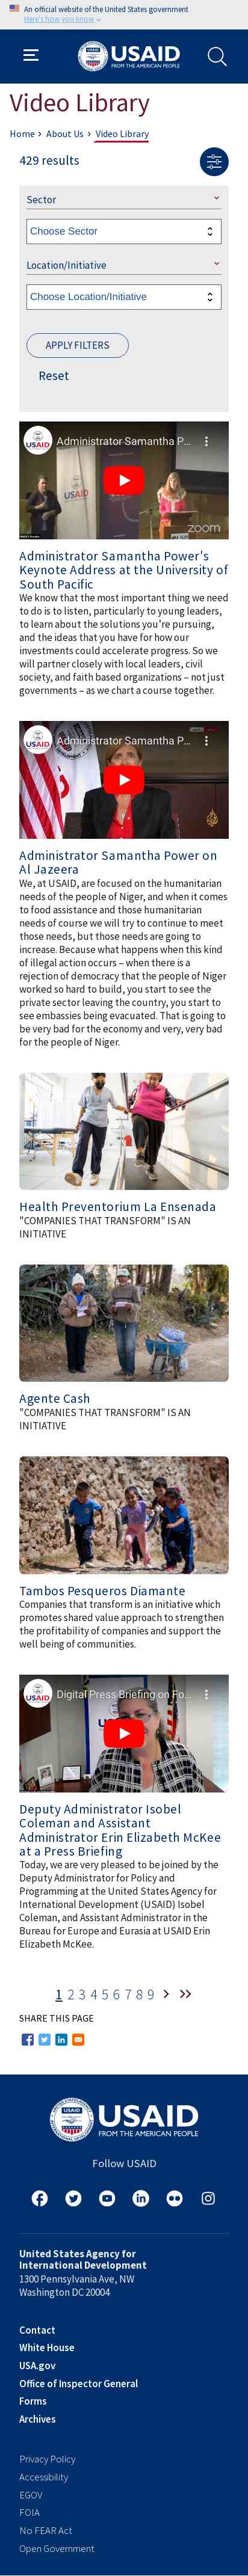 An official website of the United States government
Here's how you know
USAID
FROM THE AMERICAN PEOPLE
Video Library
Home
About Us
Video Library
429 results
Sector
Choose Sector
Location/Initiative
Choose Location/Initiative
APPLY FILTERS
Reset
USAID
Administrator Samantha P...
USAID
zoom
Administrator Samantha Power's
Keynote Address at the University of
South Pacific
We know that the most important thing we need
to do is to listen, particularly to young leaders,
to learn about the solutions you're pursuing,
and the ideas that you have for how our
investments could accelerate progress. So we
will partner closely with local leaders, civil
society, and faith based organizations – not just
governments – as we chart a course together.
USAID
Administrator Samantha P...
Administrator Samantha Power on
Al Jazeera
We, at USAID, are focused on the humanitarian
needs of the people of Niger, and when it comes
to food assistance and those humanitarian
needs of course we will try to continue to meet
those needs, but those needs are going to
increase. Because what happens when this kind
of illegal action occurs – when there is a
rejection of democracy that the people of Niger
worked so hard to build, you start to see the
private sector leaving the country, you start to
see embassies being evacuated. That is going to
be very bad for the economy and very, very bad
for the people of Niger.
Health Preventorium La Ensenada
"COMPANIES THAT TRANSFORM" IS AN
INITIATIVE
Agente Cash
"COMPANIES THAT TRANSFORM" IS AN
INITIATIVE
Tambos Pesqueros Diamante
Companies that transform is an initiative which
promotes shared value approach to strengthen
the profitability of companies and support the
well being of communities.
USAID
Digital Press Briefing on Fo...
Deputy Administrator Isobel
Coleman and Assistant
Administrator Erin Elizabeth McKee
at a Press Briefing
Today, we are very pleased to be joined by the
Deputy Administrator for Policy and
Programming at the United States Agency for
International Development (USAID) Isobel
Coleman, and Assistant Administrator in the
Bureau for Europe and Eurasia at USAID Erin
Elizabeth McKee.
1 2 3 4 5 6 7 8 9 › »
SHARE THIS PAGE
USAID
FROM THE AMERICAN PEOPLE
Follow USAID
United States Agency for
International Development
1300 Pennsylvania Ave, NW
Washington DC 20004
Contact
White House
USA.gov
Office of Inspector General
Forms
Archives
Privacy Policy
Accessibility
EGOV
FOIA
No FEAR Act
Open Government